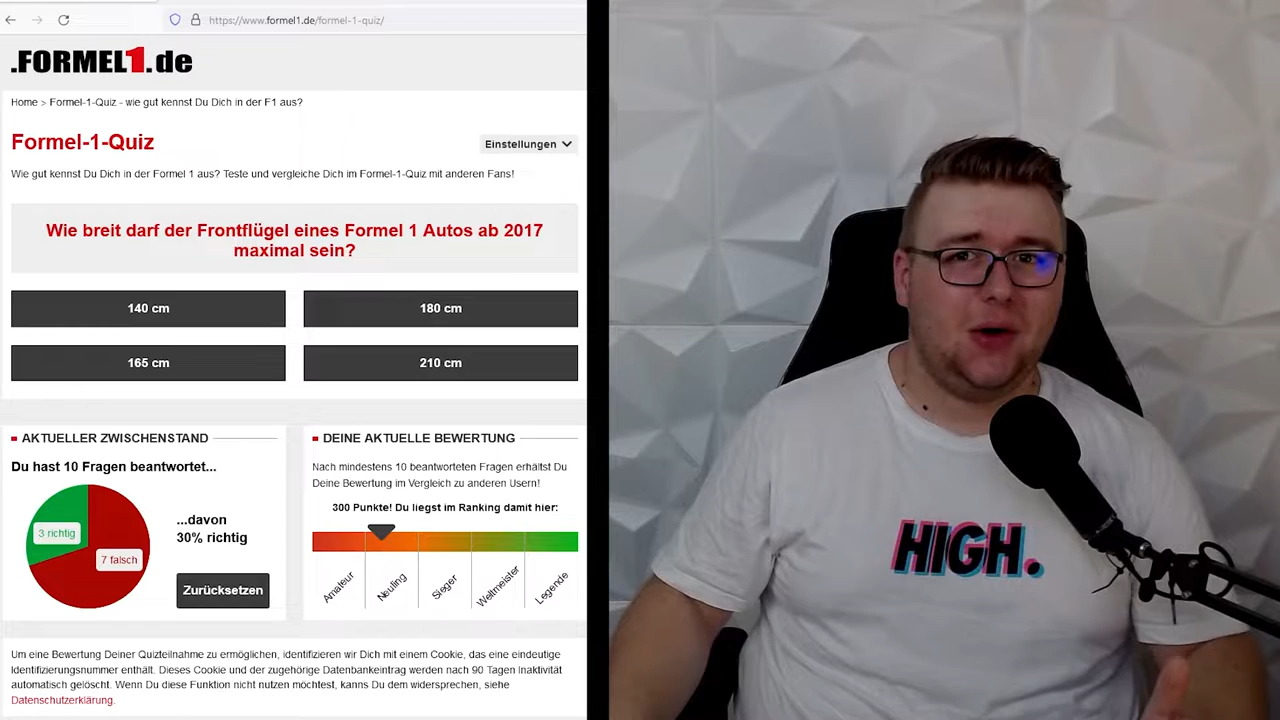 https://www.formel1.de/formel-1-quiz/
.FORMEL1.de
Home > Formel-1-Quiz - wie gut kennst Du Dich in der F1 aus?
Formel-1-Quiz
Einstellungen
Wie gut kennst Du Dich in der Formel 1 aus? Teste und vergleiche Dich im Formel-1-Quiz mit anderen Fans!
Wie breit darf der Frontflügel eines Formel 1 Autos ab 2017
maximal sein?
140 cm
180 cm
165 cm
210 cm
AKTUELLER ZWISCHENSTAND
Du hast 10 Fragen beantwortet...
3 richtig
7 falsch
...davon
30% richtig
Zurücksetzen
DEINE AKTUELLE BEWERTUNG
Nach mindestens 10 beantworteten Fragen erhältst Du
Deine Bewertung im Vergleich zu anderen Usern!
300 Punkte! Du liegst im Ranking damit hier:
Amateur
Neuling
Sieger
Weltmeister
Legende
Um eine Bewertung Deiner Quizteilnahme zu ermöglichen, identifizieren wir Dich mit einem Cookie, das eine eindeutige
Identifizierungsnummer enthält. Dieses Cookie und der zugehörige Datenbankeintrag werden nach 90 Tagen Inaktivität
automatisch gelöscht. Wenn Du diese Funktion nicht nutzen möchtest, kanns Du dem widersprechen, siehe
Datenschutzerklärung.
HIGH.